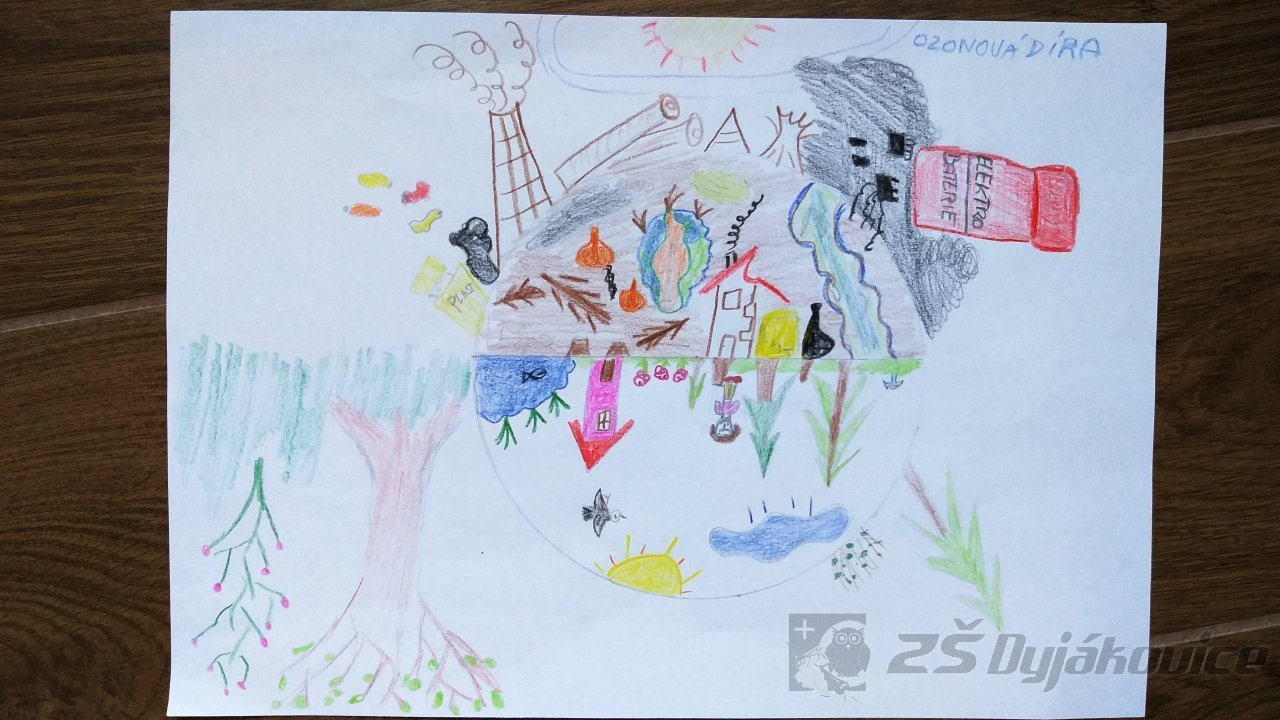 OZONOVÁ DÍRA
ELEKTRO
BATERIE
PLAST
ZŠ Dyjákovice